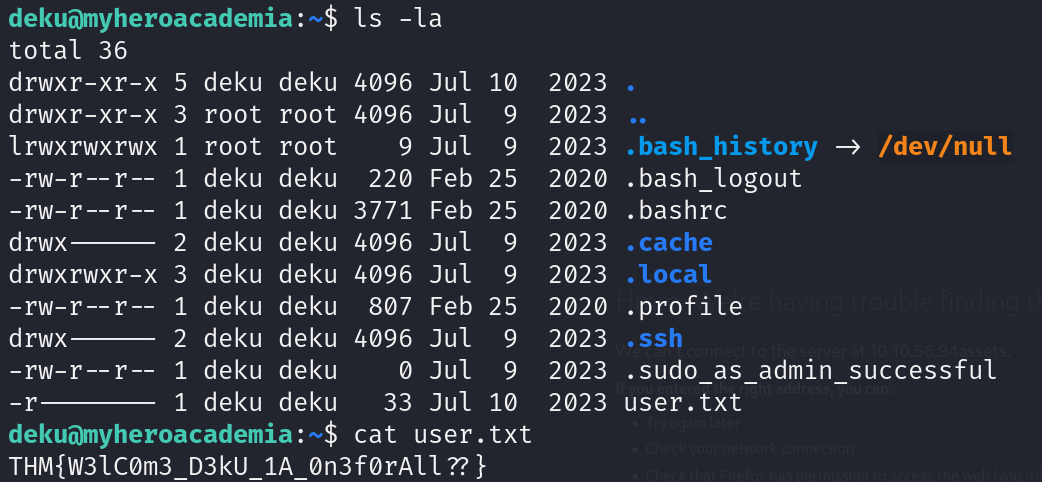 deku@myheroacademia:~$ ls -la
total 36
drwxr-xr-x 5 deku deku 4096 Jul 10  2023 .
drwxr-xr-x 3 root root 4096 Jul  9  2023 ..
lrwxrwxrwx 1 root root    9 Jul  9  2023 .bash_history -> /dev/null
-rw-r--r-- 1 deku deku  220 Feb 25  2020 .bash_logout
-rw-r--r-- 1 deku deku 3771 Feb 25  2020 .bashrc
drwx------ 2 deku deku 4096 Jul  9  2023 .cache
drwxrwxr-x 3 deku deku 4096 Jul  9  2023 .local
-rw-r--r-- 1 deku deku  807 Feb 25  2020 .profile
drwx------ 2 deku deku 4096 Jul  9  2023 .ssh
-rw-r--r-- 1 deku deku    0 Jul  9  2023 .sudo_as_admin_successful
-r-------- 1 deku deku   33 Jul 10  2023 user.txt
deku@myheroacademia:~$ cat user.txt
THM{W3lC0m3_D3kU_1A_0n3f0rAll??}
having trouble finding
We can't connect to the server at 10.10.56.94assets.
If you entered the right address, you can:
Try again later
Check your network connection
Check that Firefox has permission to access the web (you